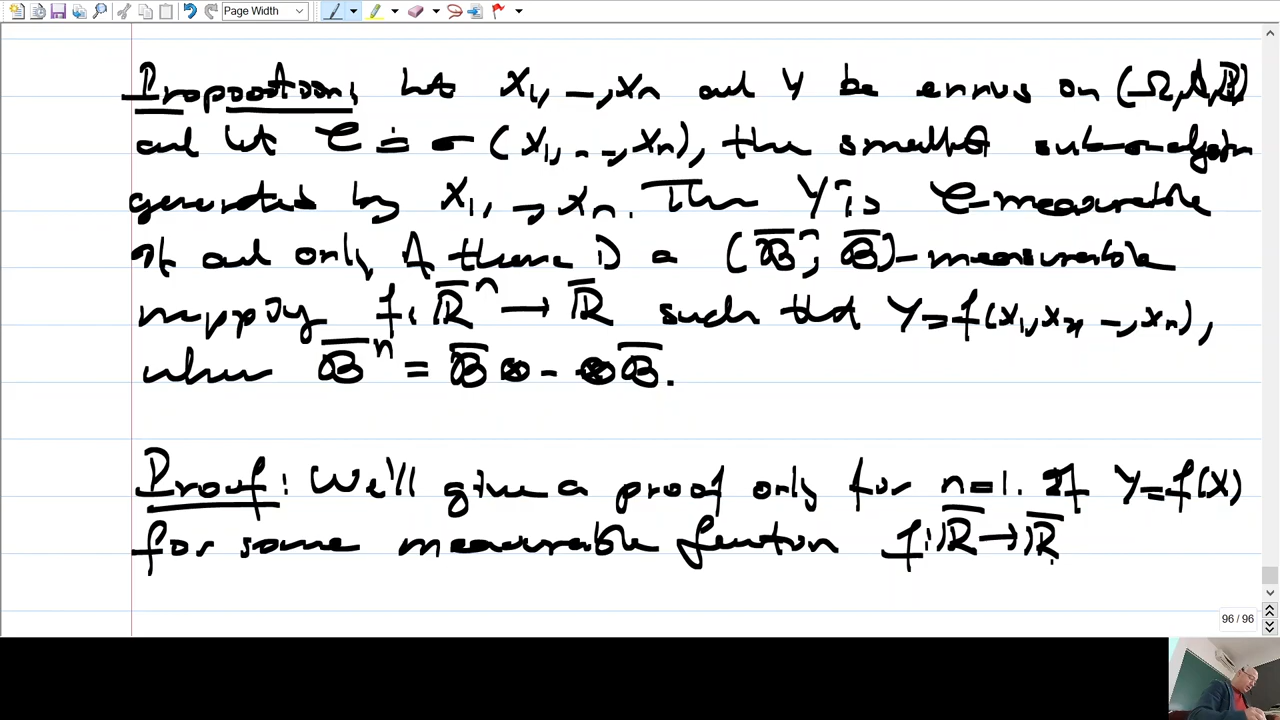 Page Width
Proposition: Let X₁, –, Xn and Y be errvs on (Ω, A, P)
and let 𝒞 ≐ σ(X₁, --, Xn), the smallest sub-σ-algebra
generated by X₁, –, Xn. Then Y is 𝒞-measurable
if and only if there is a (B̄ⁿ, B̄)-measurable
mapping f: R̄ⁿ → R̄ such that Y = f(X₁, X₂, –, Xn),
where B̄ⁿ = B̄ ⊗ - ⊗ B̄.
Proof: We'll give a proof only for n=1. If Y = f(X)
for some measurable function f: R̄ → R̄
96 / 96